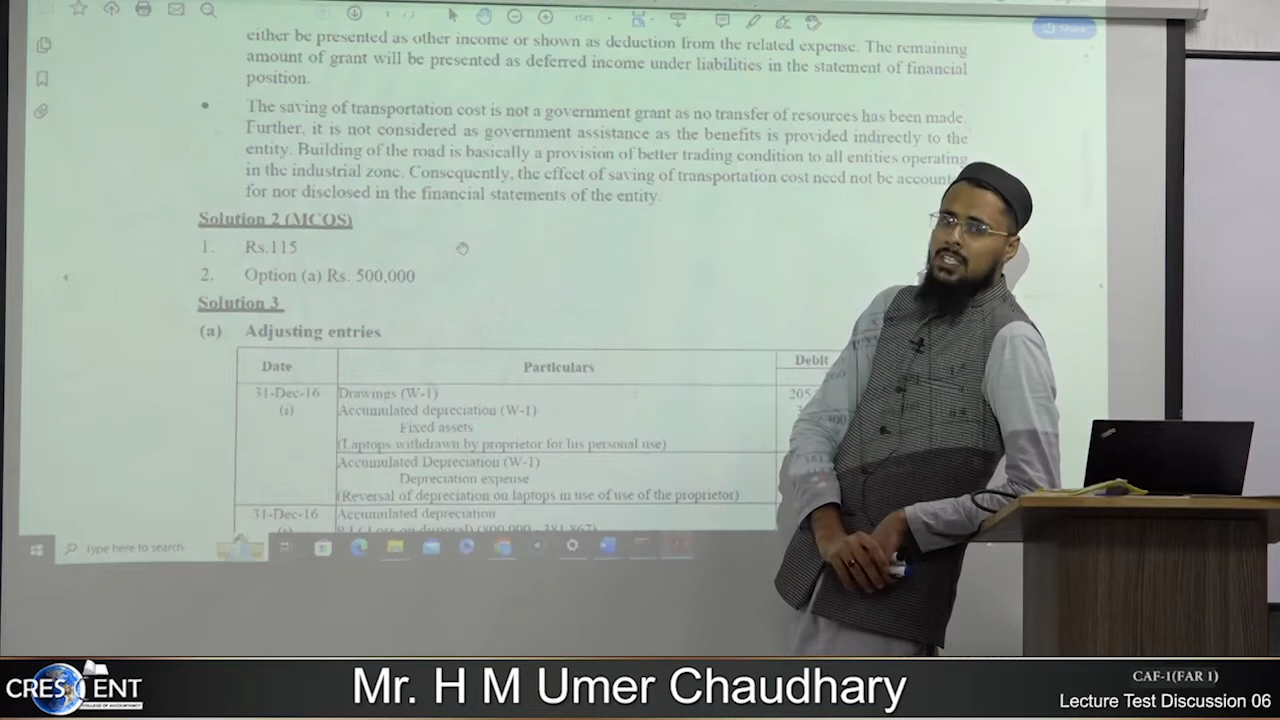 Share
either be presented as other income or shown as deduction from the related expense. The remaining
amount of grant will be presented as deferred income under liabilities in the statement of financial
position.
• The saving of transportation cost is not a government grant as no transfer of resources has been made.
Further, it is not considered as government assistance as the benefits is provided indirectly to the
entity. Building of the road is basically a provision of better trading condition to all entities operating
in the industrial zone. Consequently, the effect of saving of transportation cost need not be account
for nor disclosed in the financial statements of the entity.
Solution 2 (MCQS)
1. Rs.115
2. Option (a) Rs. 500,000
Solution 3
(a) Adjusting entries
Date Particulars Debit
31-Dec-16 Drawings (W-1) 205
(i) Accumulated depreciation (W-1)
Fixed assets
(Laptops withdrawn by proprietor for his personal use)
Accumulated Depreciation (W-1)
Depreciation expense
(Reversal of depreciation on laptops in use of use of the proprietor)
31-Dec-16 Accumulated depreciation
Type here to search
CRESCENT
COLLEGE OF ACCOUNTANCY
Mr. H M Umer Chaudhary
CAF-1(FAR 1)
Lecture Test Discussion 06